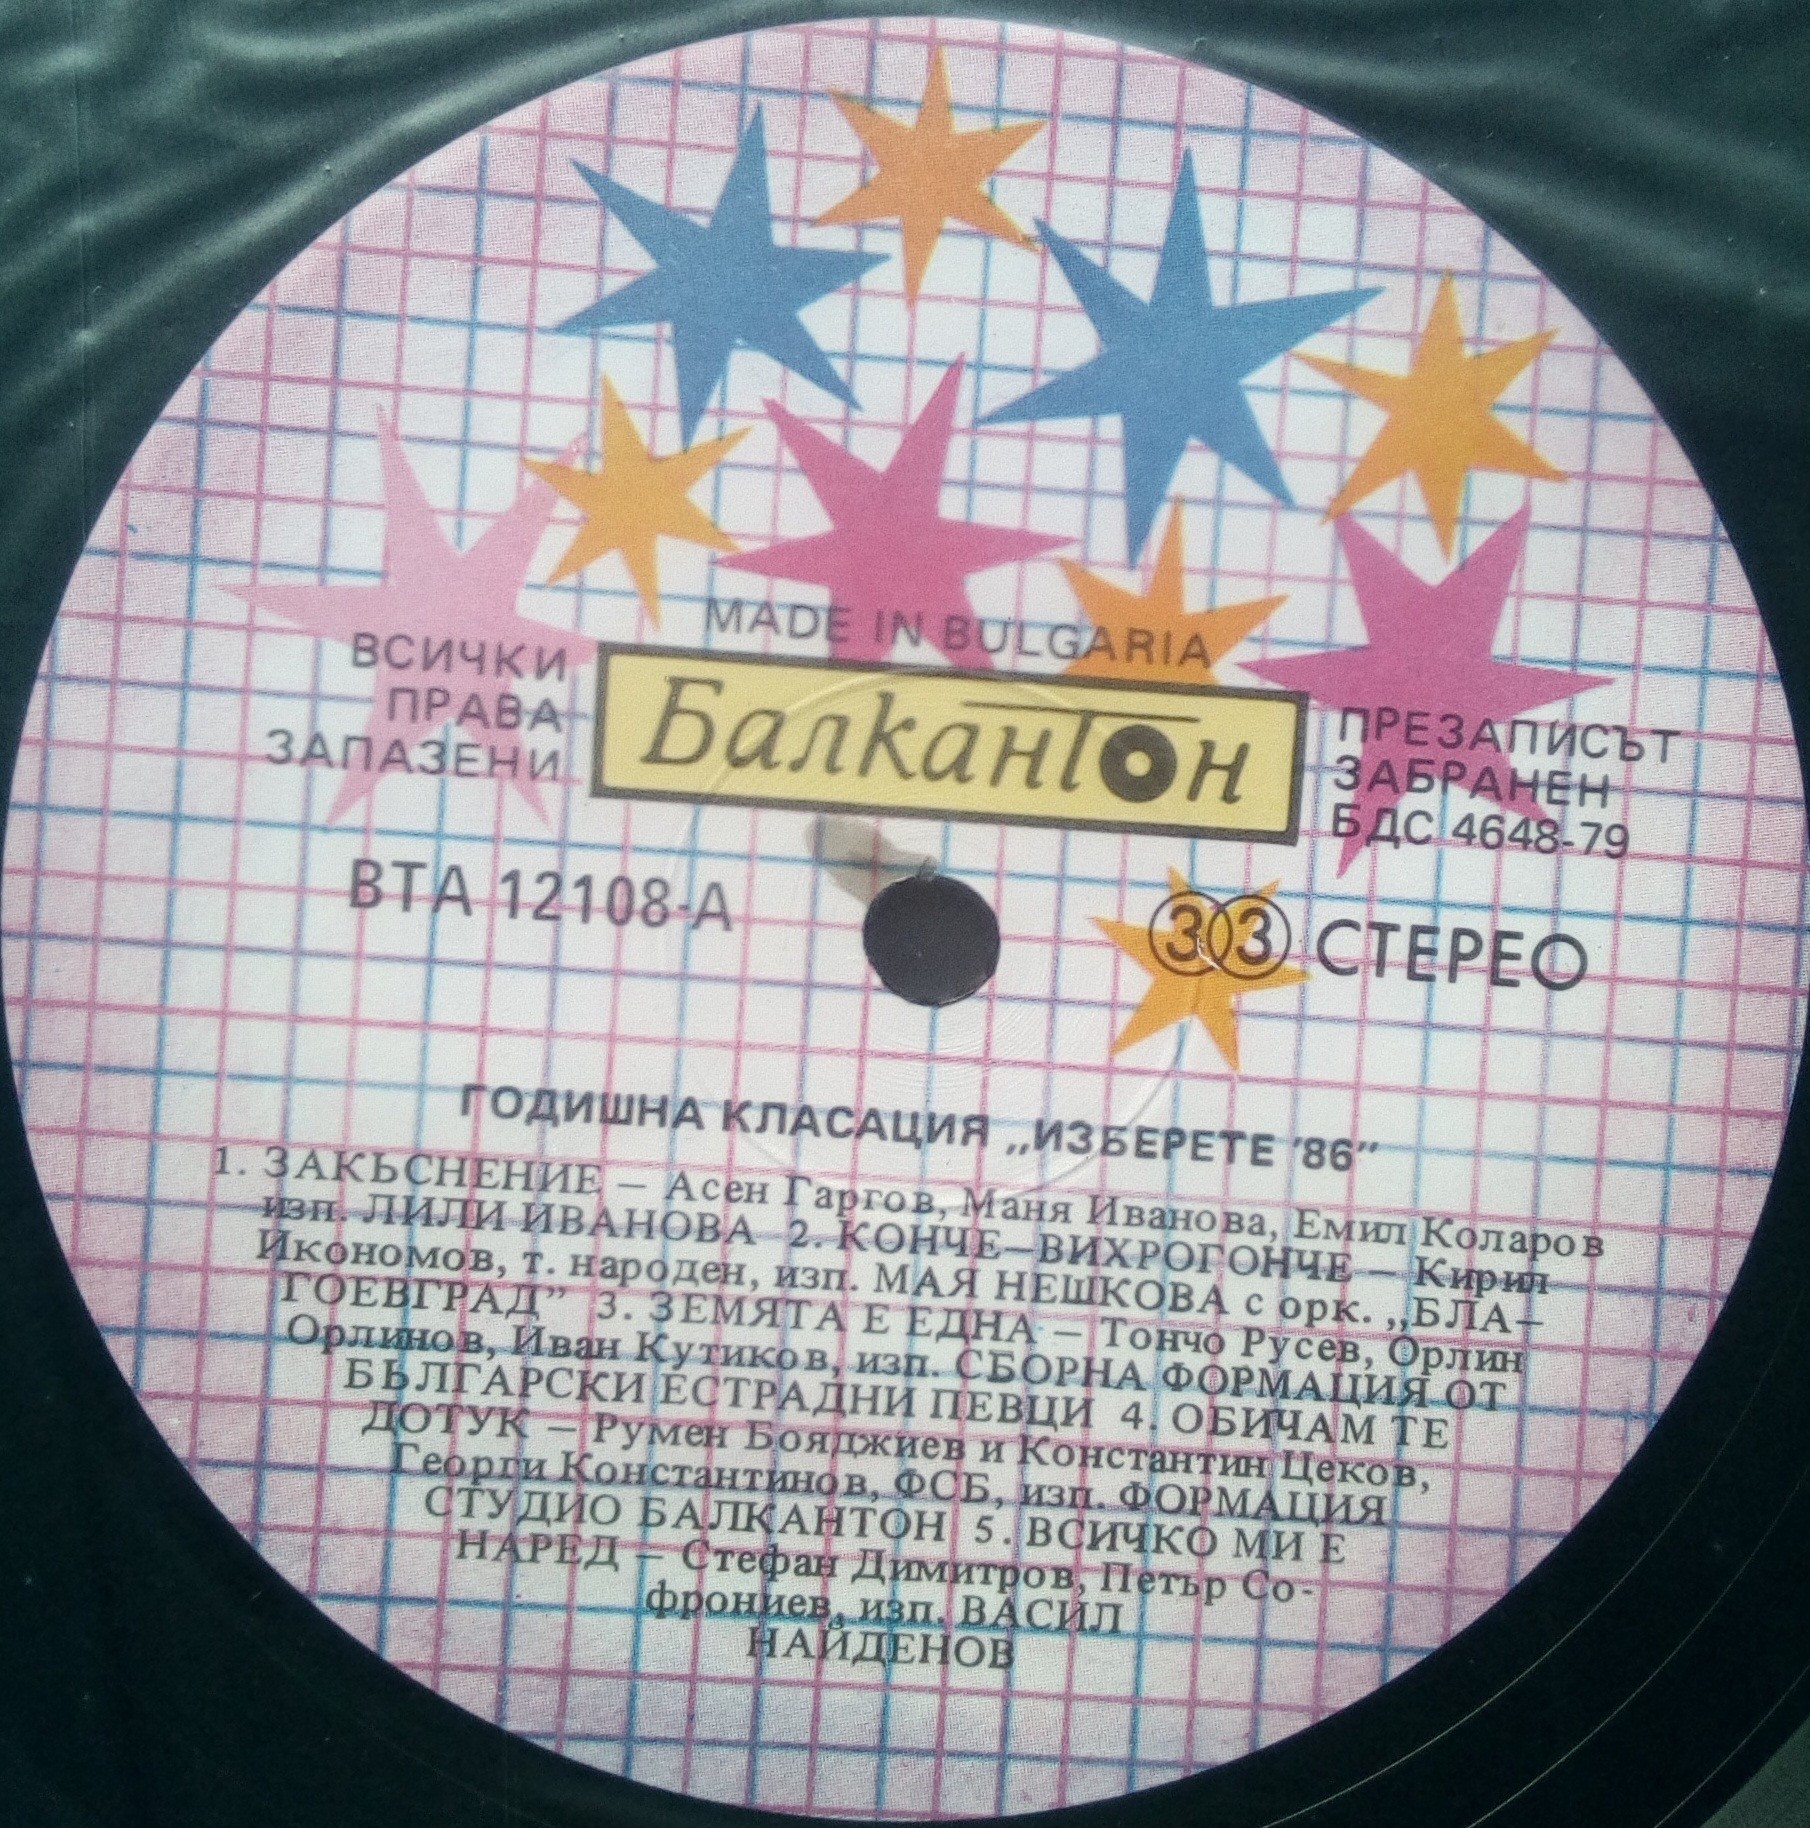 MADE IN BULGARIA
ВСИЧКИ
ПРАВА
ЗАПАЗЕНИ
Балкантон
ПРЕЗАПИСЪТ
ЗАБРАНЕН
БДС 4648-79
ВТА 12108-А
33 СТЕРЕО
ГОДИШНА КЛАСАЦИЯ „ИЗБЕРЕТЕ '86”
1. ЗАКЪСНЕНИЕ – Асен Гаргов, Маня Иванова, Емил Коларов
изп. ЛИЛИ ИВАНОВА 2. КОНЧЕ–ВИХРОГОНЧЕ – Кирил
Икономов, т. народен, изп. МАЯ НЕШКОВА с орк. „БЛА–
ГОЕВГРАД” 3. ЗЕМЯТА Е ЕДНА – Тончо Русев, Орлин
Орлинов, Иван Кутиков, изп. СБОРНА ФОРМАЦИЯ ОТ
БЪЛГАРСКИ ЕСТРАДНИ ПЕВЦИ 4. ОБИЧАМ ТЕ
ДОТУК – Румен Бояджиев и Константин Цеков,
Георги Константинов, ФСБ, изп. ФОРМАЦИЯ
СТУДИО БАЛКАНТОН 5. ВСИЧКО МИ Е
НАРЕД – Стефан Димитров, Петър Со-
фрониев, изп. ВАСИЛ
НАЙДЕНОВ